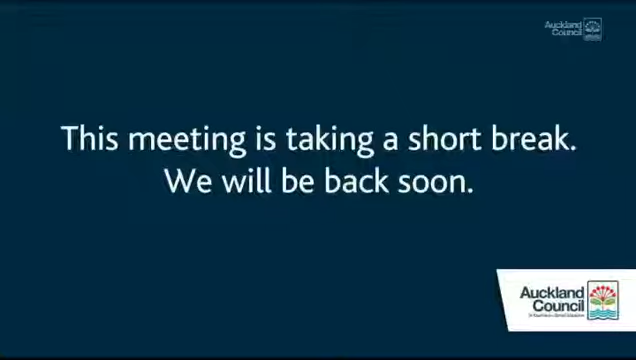 Auckland
Council
This meeting is taking a short break.
We will be back soon.
Auckland
Council